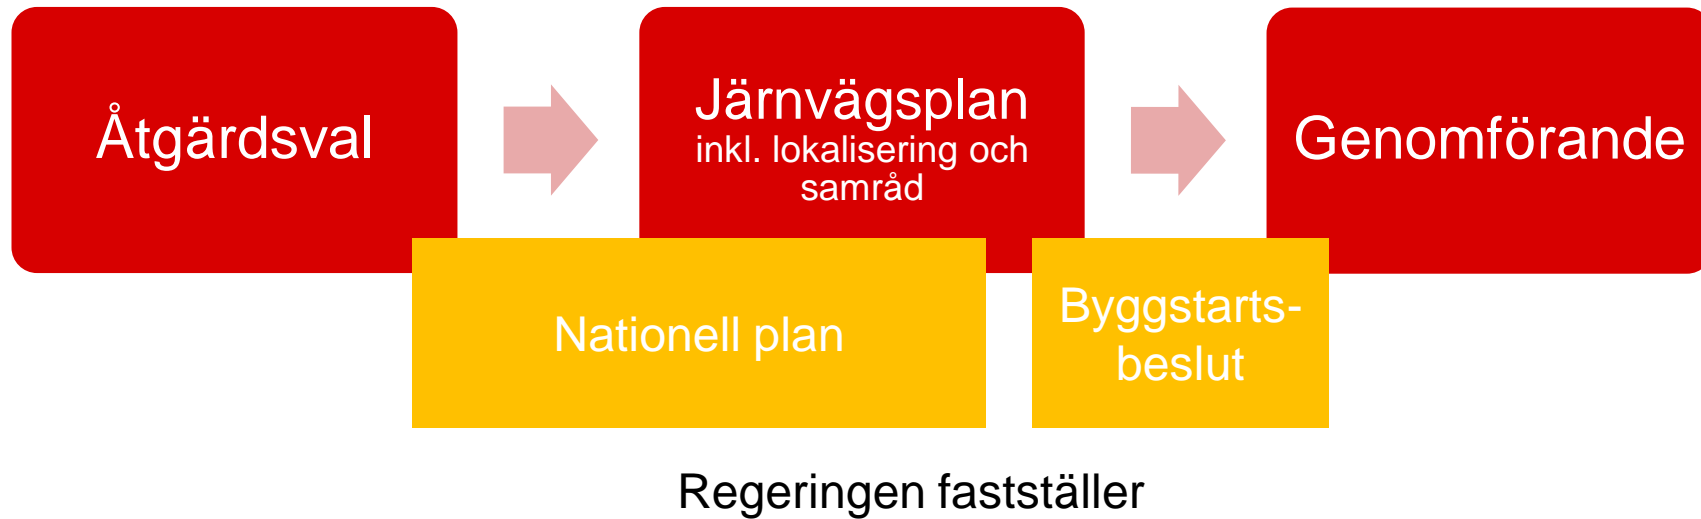 Åtgärdsval
Järnvägsplan
inkl. lokalisering och
samråd
Genomförande
Nationell plan
Byggstarts-
beslut
Regeringen fastställer